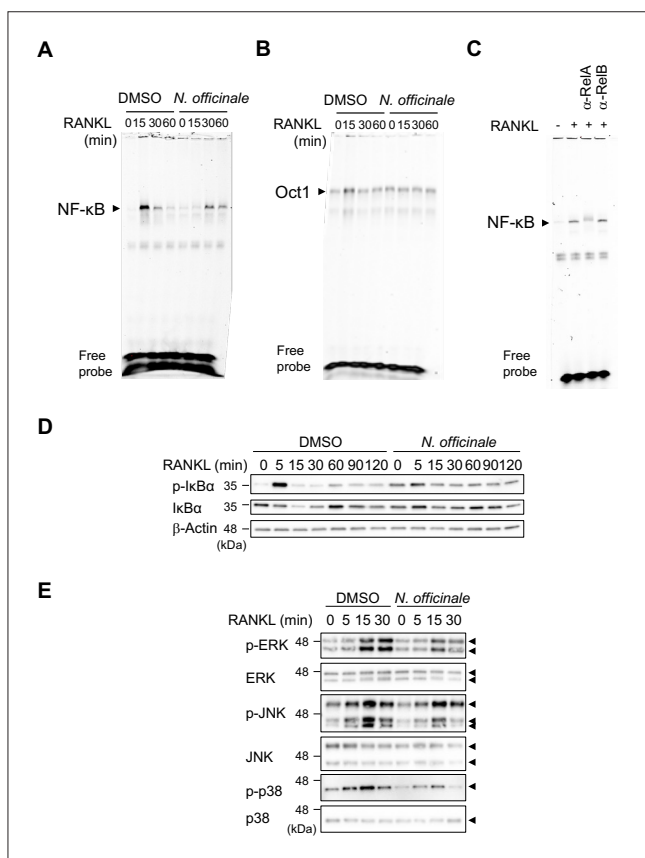 A
DMSO N. officinale
RANKL 0 15 30 60 0 15 30 60
(min)
NF-κB
Free
probe
B
DMSO N. officinale
RANKL 0 15 30 60 0 15 30 60
(min)
Oct1
Free
probe
C
α-RelA
α-RelB
RANKL - + + +
NF-κB
Free
probe
D
DMSO N. officinale
RANKL (min) 0 5 15 30 60 90 120 0 5 15 30 60 90 120
p-IκBα 35
IκBα 35
β-Actin 48
(kDa)
E
DMSO N. officinale
RANKL (min) 0 5 15 30 0 5 15 30
p-ERK 48
ERK 48
p-JNK 48
JNK 48
p-p38 48
p38 48
(kDa)